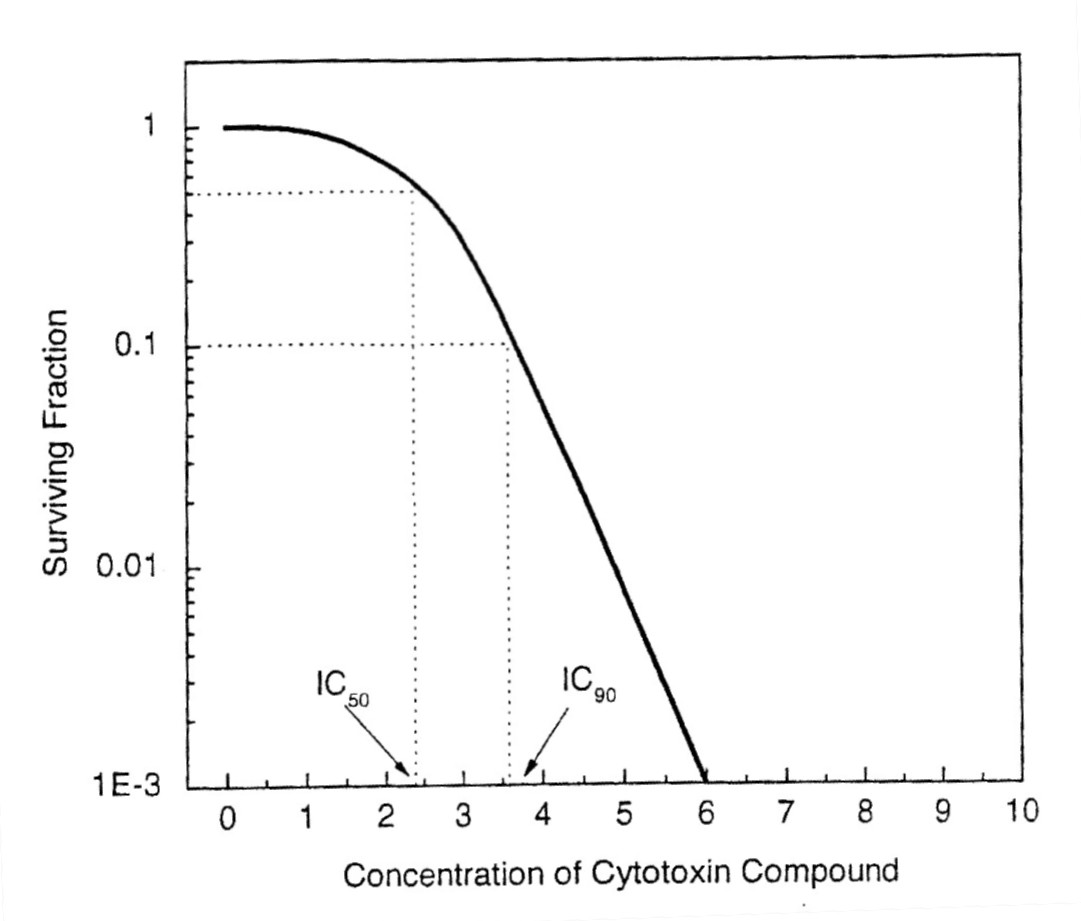 1
0.1
0.01
1E-3
Surviving Fraction
IC50
IC90
0 1 2 3 4 5 6 7 8 9 10
Concentration of Cytotoxin Compound